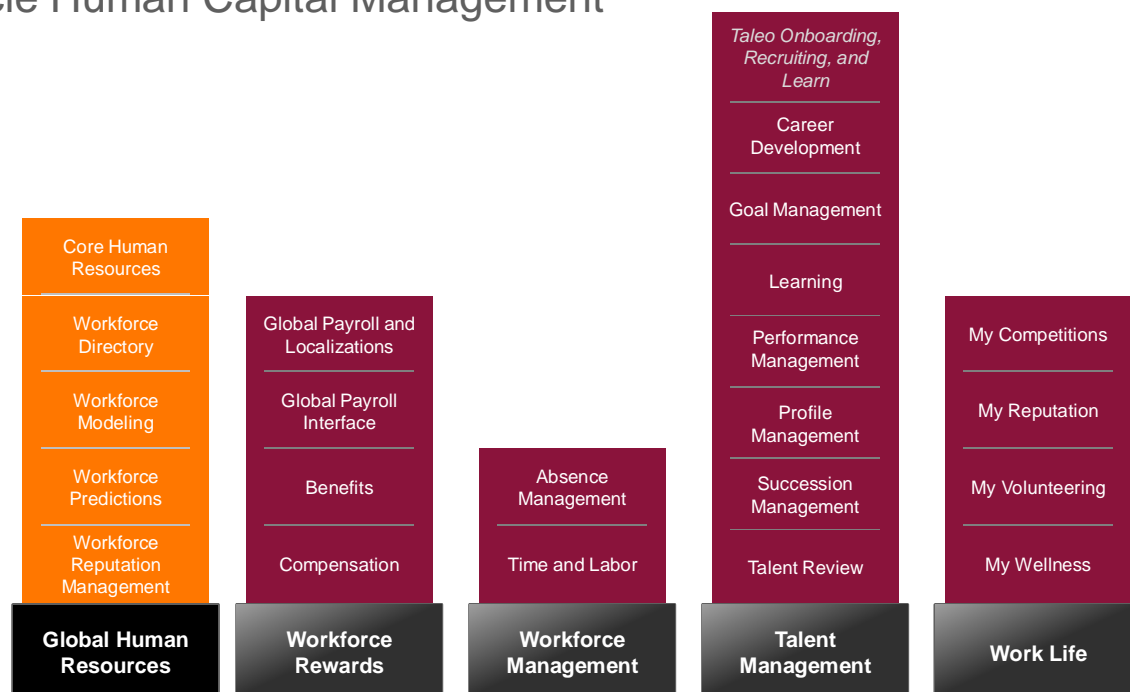 Human Capital Management
Core Human
Resources
Workforce
Directory
Workforce
Modeling
Workforce
Predictions
Workforce
Reputation
Management
Global Human
Resources
Global Payroll and
Localizations
Global Payroll
Interface
Benefits
Compensation
Workforce
Rewards
Absence
Management
Time and Labor
Workforce
Management
Taleo Onboarding,
Recruiting, and
Learn
Career
Development
Goal Management
Learning
Performance
Management
Profile
Management
Succession
Management
Talent Review
Talent
Management
My Competitions
My Reputation
My Volunteering
My Wellness
Work Life